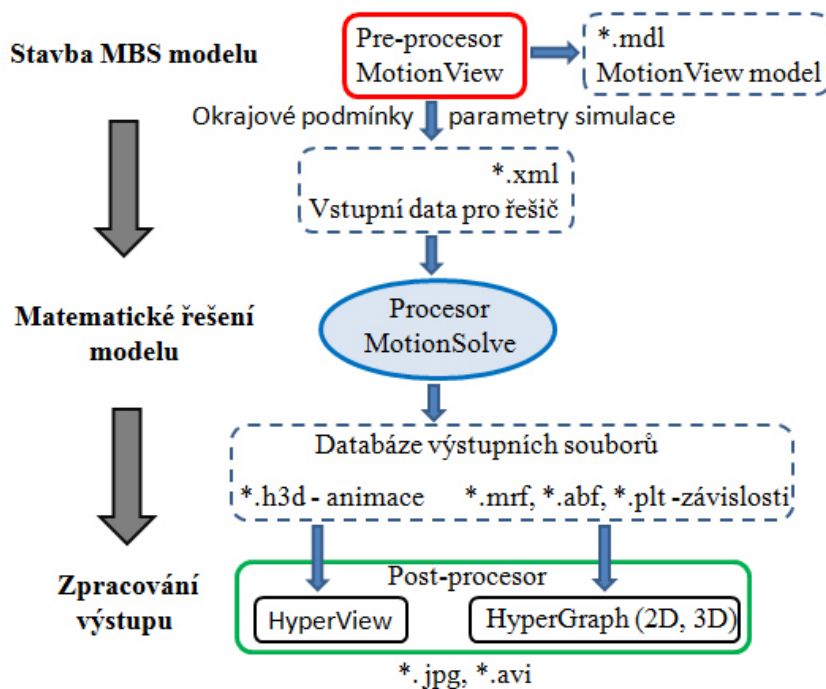 Stavba MBS modelu
Pre-procesor
MotionView
*.mdl
MotionView model
Okrajové podmínky parametry simulace
*.xml
Vstupní data pro řešič
Matematické řešení
modelu
Procesor
MotionSolve
Databáze výstupních souborů
*.h3d - animace *.mrf, *.abf, *.plt -závislosti
Zpracování
výstupu
Post-procesor
HyperView
HyperGraph (2D, 3D)
*. jpg, *.avi